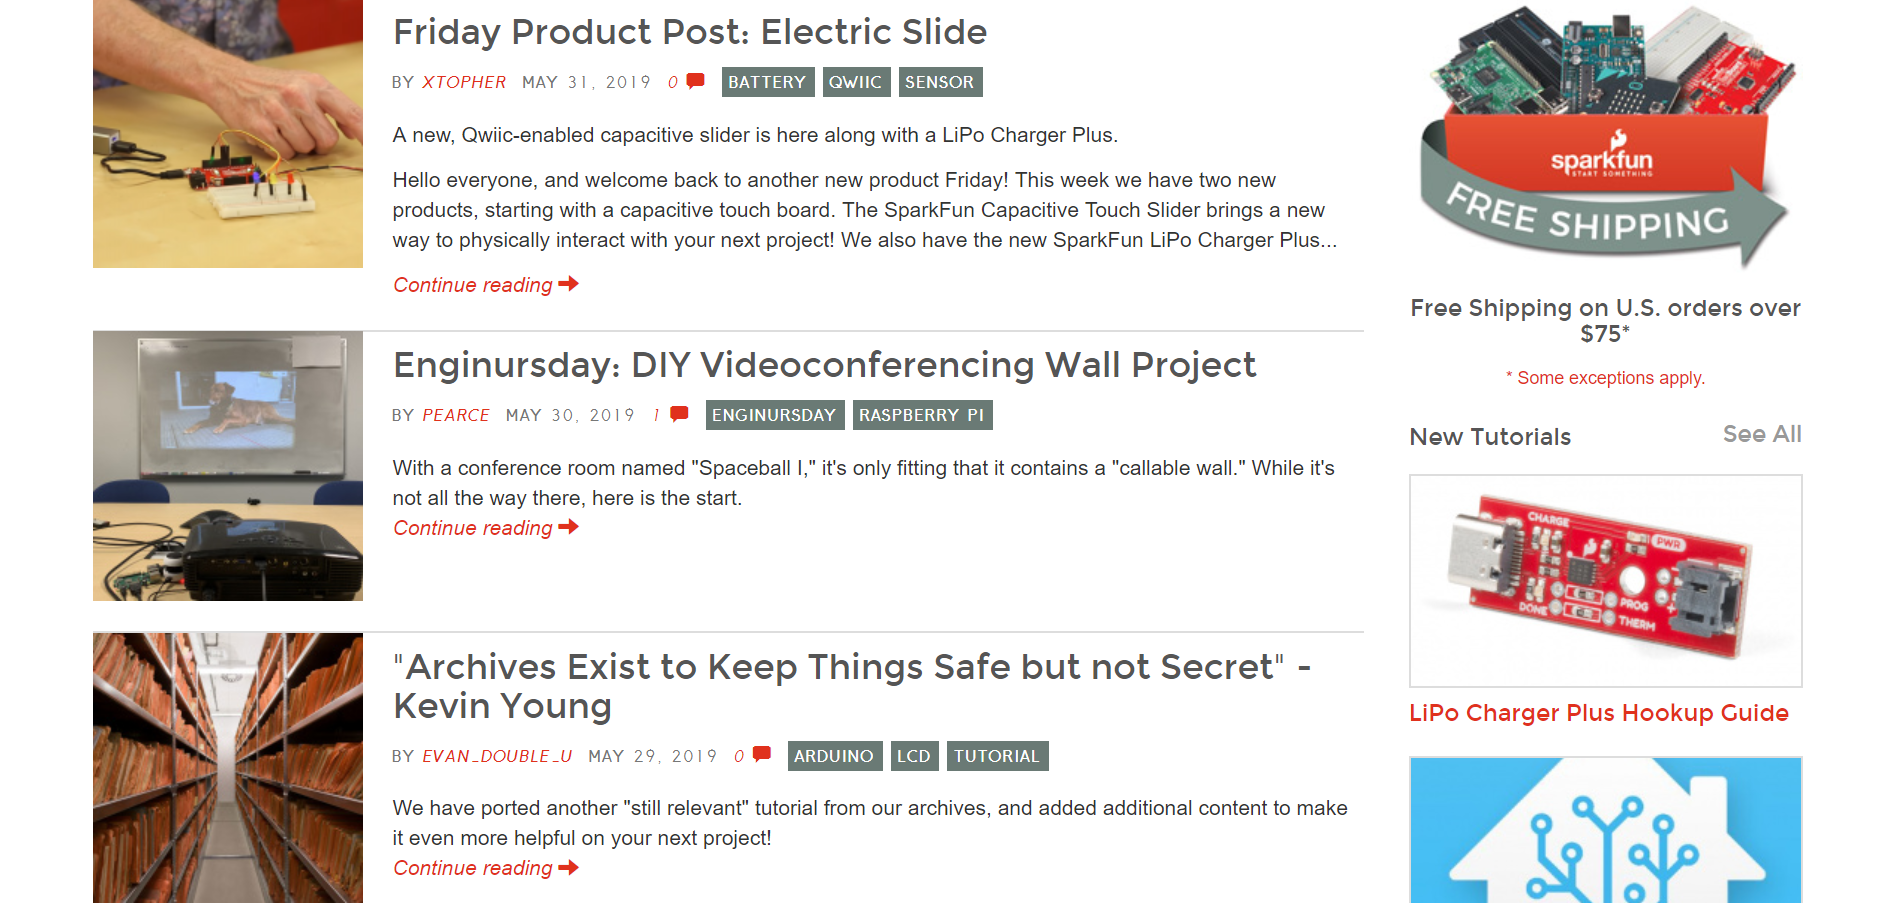 Friday Product Post: Electric Slide
BY XTOPHER MAY 31, 2019 0 BATTERY QWIIC SENSOR
A new, Qwiic-enabled capacitive slider is here along with a LiPo Charger Plus.
Hello everyone, and welcome back to another new product Friday! This week we have two new
products, starting with a capacitive touch board. The SparkFun Capacitive Touch Slider brings a new
way to physically interact with your next project! We also have the new SparkFun LiPo Charger Plus...
Continue reading
Enginursday: DIY Videoconferencing Wall Project
BY PEARCE MAY 30, 2019 1 ENGINURSDAY RASPBERRY PI
With a conference room named "Spaceball I," it's only fitting that it contains a "callable wall." While it's
not all the way there, here is the start.
Continue reading
"Archives Exist to Keep Things Safe but not Secret" -
Kevin Young
BY EVAN_DOUBLE_U MAY 29, 2019 0 ARDUINO LCD TUTORIAL
We have ported another "still relevant" tutorial from our archives, and added additional content to make
it even more helpful on your next project!
Continue reading
sparkfun
START SOMETHING
FREE SHIPPING
Free Shipping on U.S. orders over
$75*
* Some exceptions apply.
New Tutorials See All
CHARGE
PWR
DONE
PROG
THERM
+
LiPo Charger Plus Hookup Guide